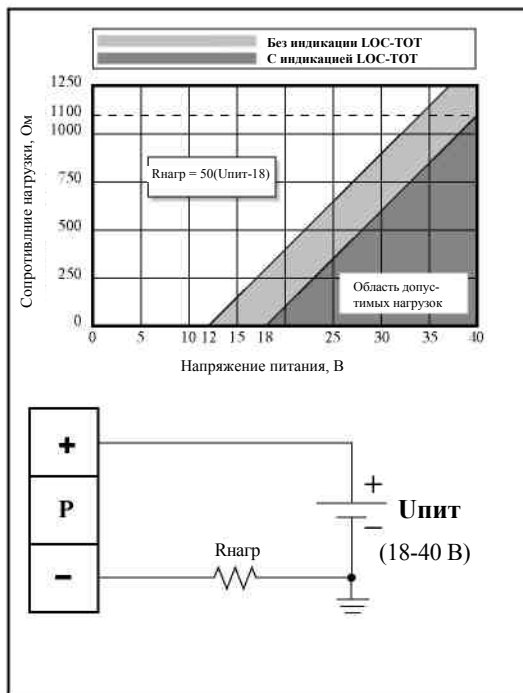 Без индикации LOC-TOT
С индикацией LOC-TOT
Сопротивлние нагрузки, Ом
1250
1100
1000
750
500
250
0
Rнагр = 50(Uпит-18)
Область допус-
тимых нагрузок
0 5 10 12 15 18 25 30 35 40
Напряжение питания, В
+
P
-
Rнагр
+
Uпит
-
(18-40 В)